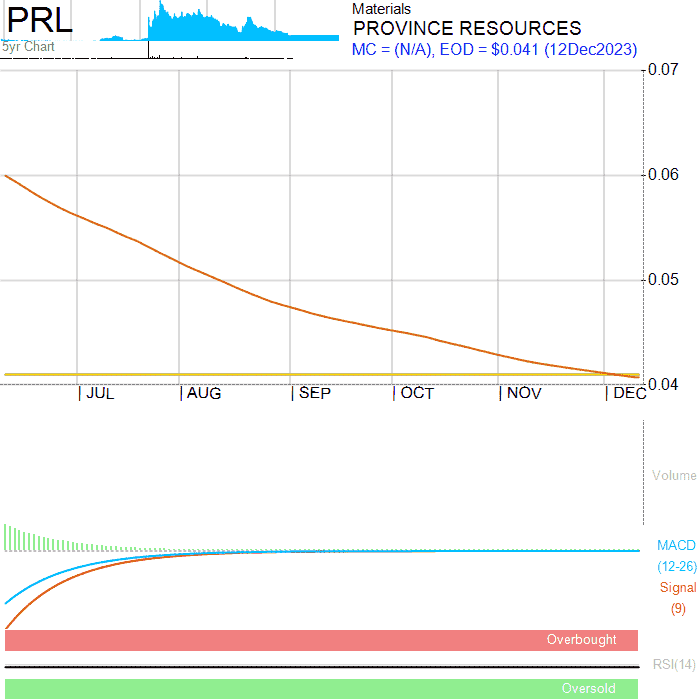 PRL
5yr Chart
Materials
PROVINCE RESOURCES
MC = (N/A), EOD = $0.041 (12Dec2023)
0.07
0.06
0.05
0.04
JUL AUG SEP OCT NOV DEC
Volume
MACD
(12-26)
Signal
(9)
Overbought
RSI(14)
Oversold